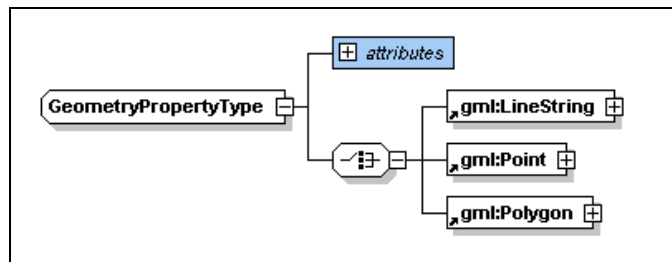 attributes
GeometryPropertyType
gml:LineString
gml:Point
gml:Polygon